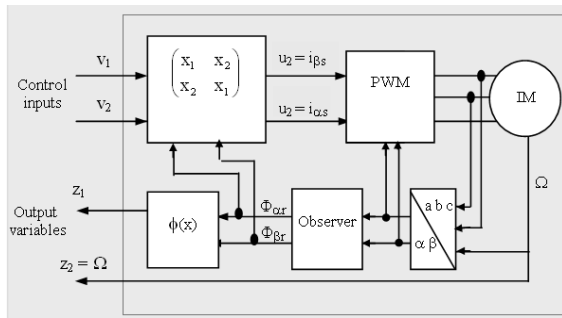 v₁
u₂ = iβs
x₁ x₂
x₂ x₁
PWM
IM
Control
inputs
v₂
u₂ = iαs
Ω
z₁
Φαr
a b c
Output
variables
ϕ(x)
Observer
Φβr
α β
z₂ = Ω